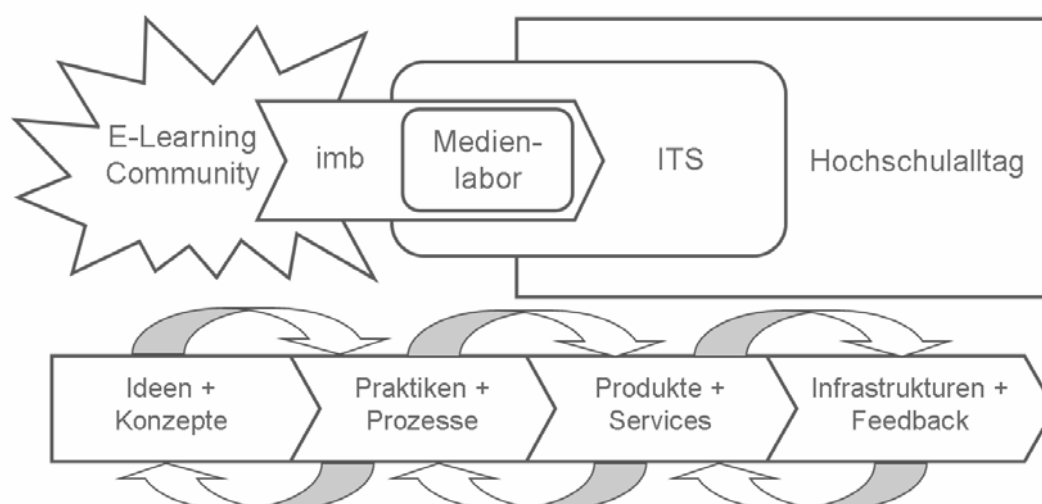 E-Learning
Community
imb
Medien-
labor
ITS
Hochschulalltag
Ideen +
Konzepte
Praktiken +
Prozesse
Produkte +
Services
Infrastrukturen +
Feedback